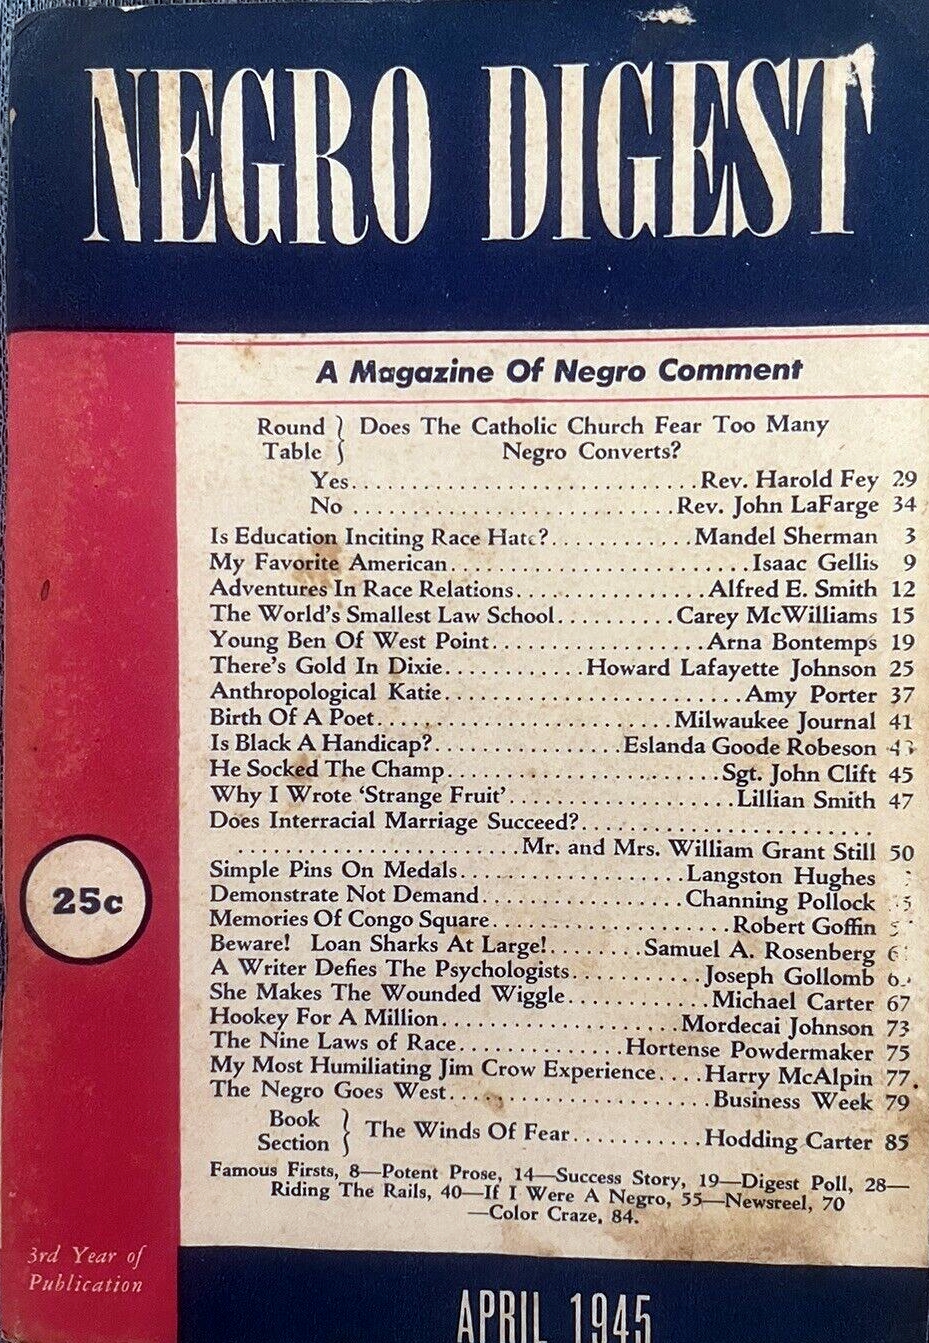 NEGRO DIGEST
A Magazine Of Negro Comment
Round } Does The Catholic Church Fear Too Many
Table } Negro Converts?
Yes.................................Rev. Harold Fey 29
No ..............................Rev. John LaFarge 34
Is Education Inciting Race Hate?............Mandel Sherman 3
My Favorite American............................Isaac Gellis 9
Adventures In Race Relations................Alfred E. Smith 12
The World's Smallest Law School..........Carey McWilliams 15
Young Ben Of West Point...................Arna Bontemps 19
There's Gold In Dixie............Howard Lafayette Johnson 25
Anthropological Katie...........................Amy Porter 37
Birth Of A Poet...........................Milwaukee Journal 41
Is Black A Handicap?................Eslanda Goode Robeson
He Socked The Champ.......................Sgt. John Clift 45
Why I Wrote 'Strange Fruit'....................Lillian Smith 47
Does Interracial Marriage Succeed?..........................
.........................Mr. and Mrs. William Grant Still 50
Simple Pins On Medals....................Langston Hughes
Demonstrate Not Demand..................Channing Pollock
Memories Of Congo Square.....................Robert Goffin
Beware! Loan Sharks At Large!.......Samuel A. Rosenberg
A Writer Defies The Psychologists............Joseph Gollomb
She Makes The Wounded Wiggle............Michael Carter 67
Hookey For A Million.....................Mordecai Johnson 73
The Nine Laws of Race.............Hortense Powdermaker 75
My Most Humiliating Jim Crow Experience....Harry McAlpin 77
The Negro Goes West.......................Business Week 79
Book } The Winds Of Fear...........Hodding Carter 85
Section }
Famous Firsts, 8—Potent Prose, 14—Success Story, 19—Digest Poll, 28—
Riding The Rails, 40—If I Were A Negro, 55—Newsreel, 70
—Color Craze, 84.
25c
3rd Year of
Publication
APRIL 1945